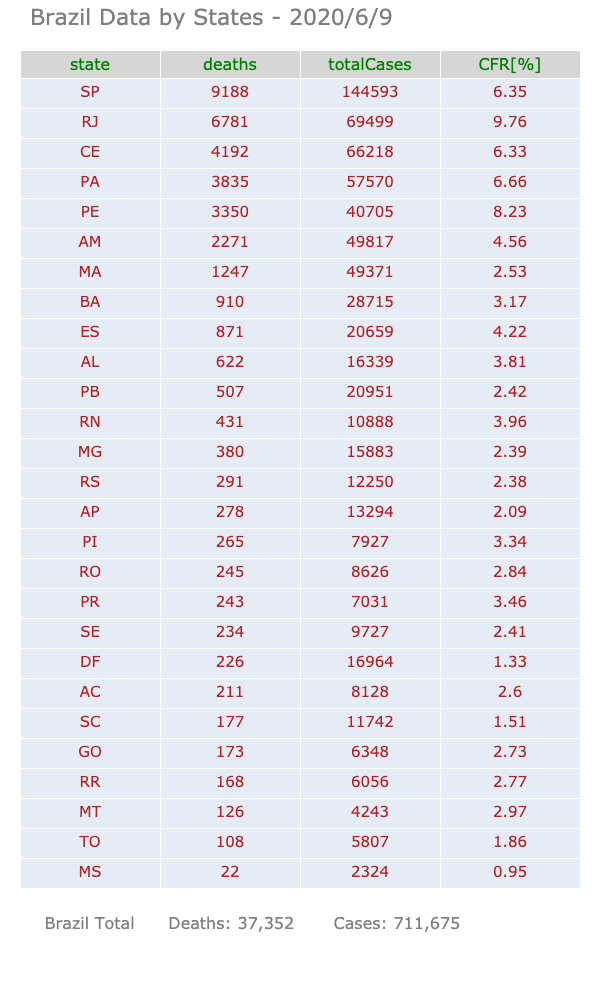 Brazil Data by States - 2020/6/9
state deaths totalCases CFR[%]
SP 9188 144593 6.35
RJ 6781 69499 9.76
CE 4192 66218 6.33
PA 3835 57570 6.66
PE 3350 40705 8.23
AM 2271 49817 4.56
MA 1247 49371 2.53
BA 910 28715 3.17
ES 871 20659 4.22
AL 622 16339 3.81
PB 507 20951 2.42
RN 431 10888 3.96
MG 380 15883 2.39
RS 291 12250 2.38
AP 278 13294 2.09
PI 265 7927 3.34
RO 245 8626 2.84
PR 243 7031 3.46
SE 234 9727 2.41
DF 226 16964 1.33
AC 211 8128 2.6
SC 177 11742 1.51
GO 173 6348 2.73
RR 168 6056 2.77
MT 126 4243 2.97
TO 108 5807 1.86
MS 22 2324 0.95
Brazil Total Deaths: 37,352 Cases: 711,675